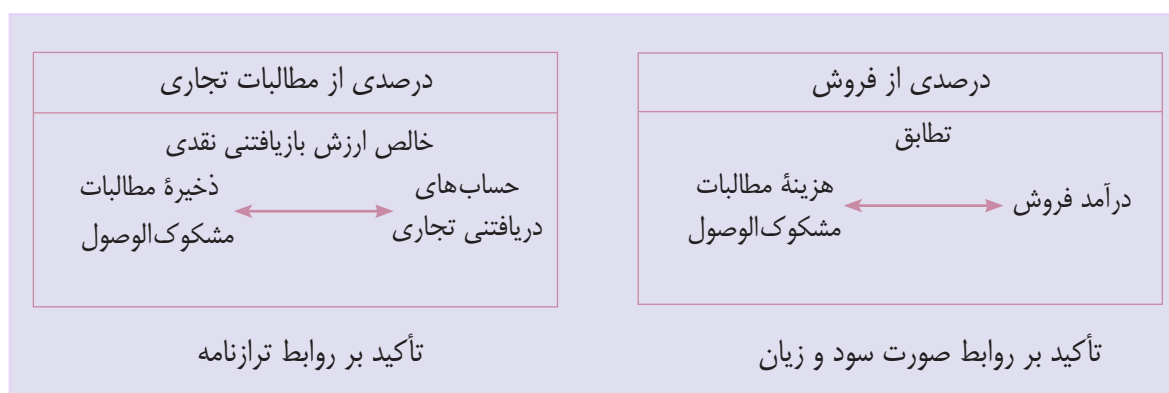 درصدی از فروش
تطابق
درآمد فروش
هزینهٔ مطالبات
مشکوک‌الوصول
تأکید بر روابط صورت سود و زیان
درصدی از مطالبات تجاری
خالص ارزش بازیافتنی نقدی
حساب‌های
دریافتنی تجاری
ذخیرهٔ مطالبات
مشکوک‌الوصول
تأکید بر روابط ترازنامه